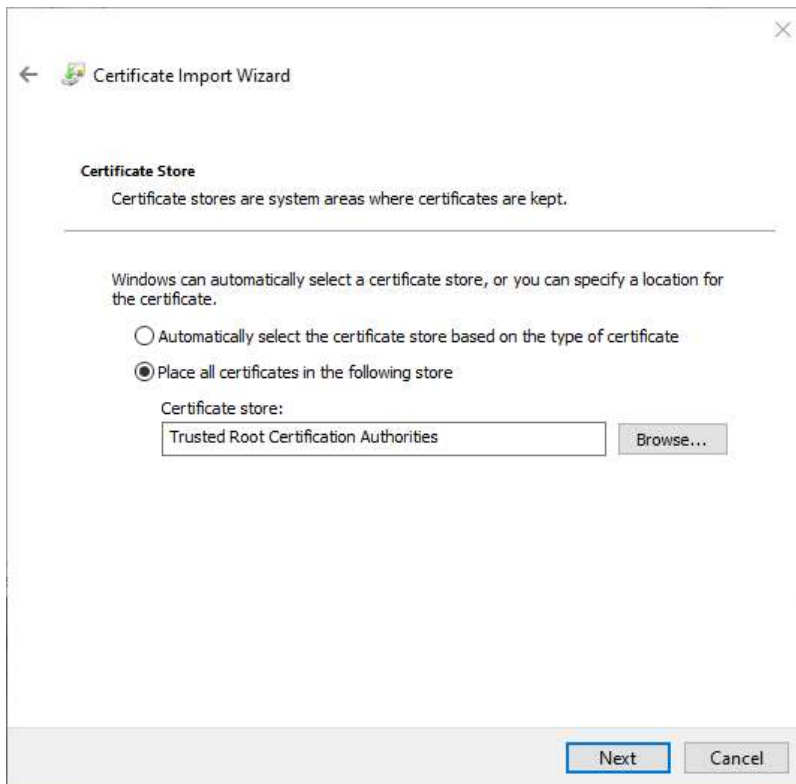 Certificate Import Wizard
Certificate Store
Certificate stores are system areas where certificates are kept.
Windows can automatically select a certificate store, or you can specify a location for
the certificate.
Automatically select the certificate store based on the type of certificate
Place all certificates in the following store
Certificate store:
Trusted Root Certification Authorities
Browse...
Next
Cancel